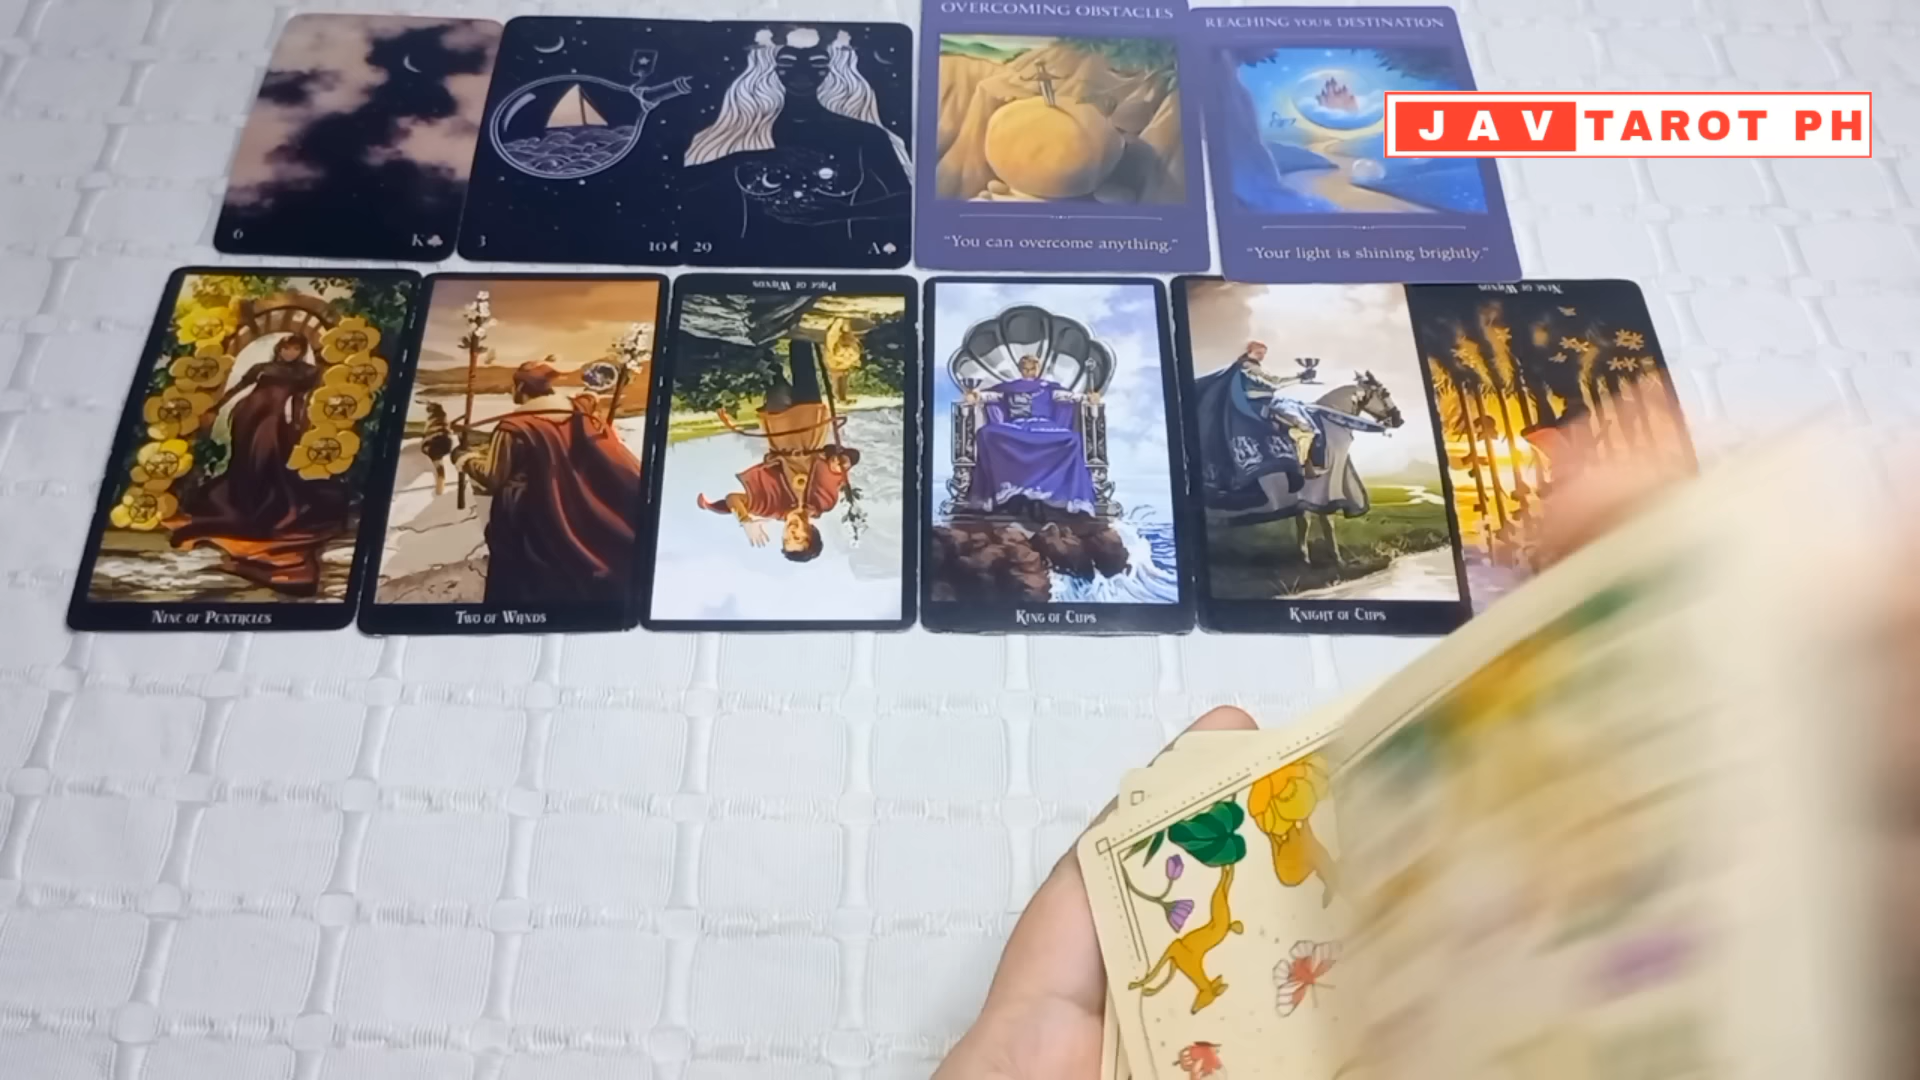 OVERCOMING OBSTACLES
REACHING YOUR DESTINATION
JAV TAROT PH
6
K♣
3
10
29
A♠
"You can overcome anything."
"Your light is shining brightly."
PAGE OF WANDS
NINE OF WANDS
NINE OF PENTACLES
TWO OF WANDS
KING OF CUPS
KNIGHT OF CUPS